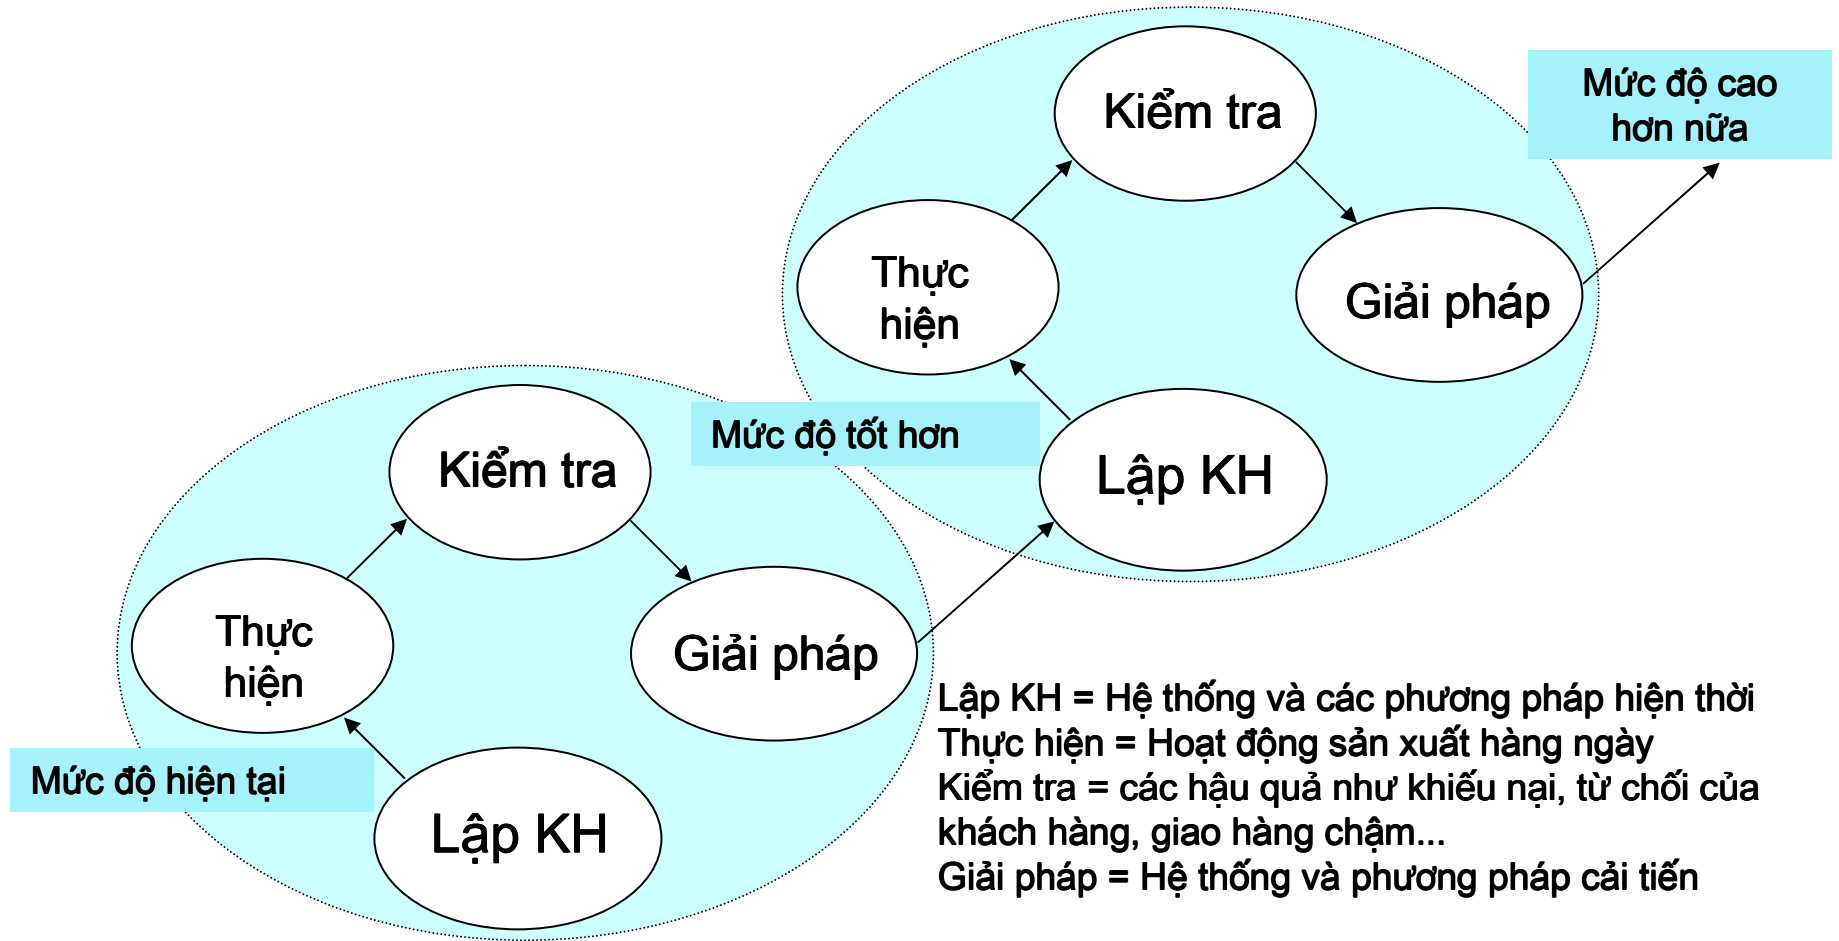 Kiểm tra
Mức độ cao
hơn nữa
Thực
hiện
Giải pháp
Mức độ tốt hơn
Lập KH
Kiểm tra
Thực
hiện
Giải pháp
Mức độ hiện tại
Lập KH
Lập KH = Hệ thống và các phương pháp hiện thời
Thực hiện = Hoạt động sản xuất hàng ngày
Kiểm tra = các hậu quả như khiếu nại, từ chối của
khách hàng, giao hàng chậm...
Giải pháp = Hệ thống và phương pháp cải tiến